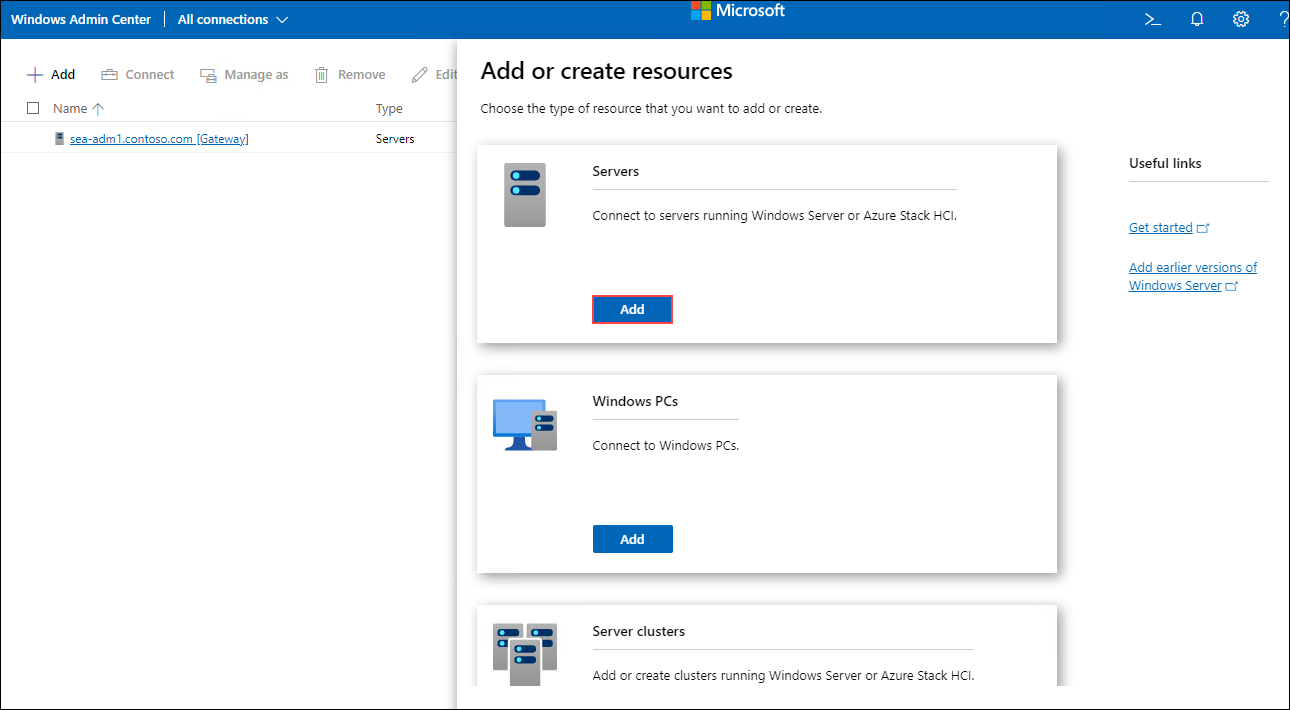 Windows Admin Center All connections
Microsoft
>_
?
Add Connect Manage as Remove Edit
Name Type
sea-adm1.contoso.com [Gateway] Servers
Add or create resources
Choose the type of resource that you want to add or create.
Servers
Connect to servers running Windows Server or Azure Stack HCI.
Add
Windows PCs
Connect to Windows PCs.
Add
Server clusters
Add or create clusters running Windows Server or Azure Stack HCI.
Useful links
Get started
Add earlier versions of
Windows Server